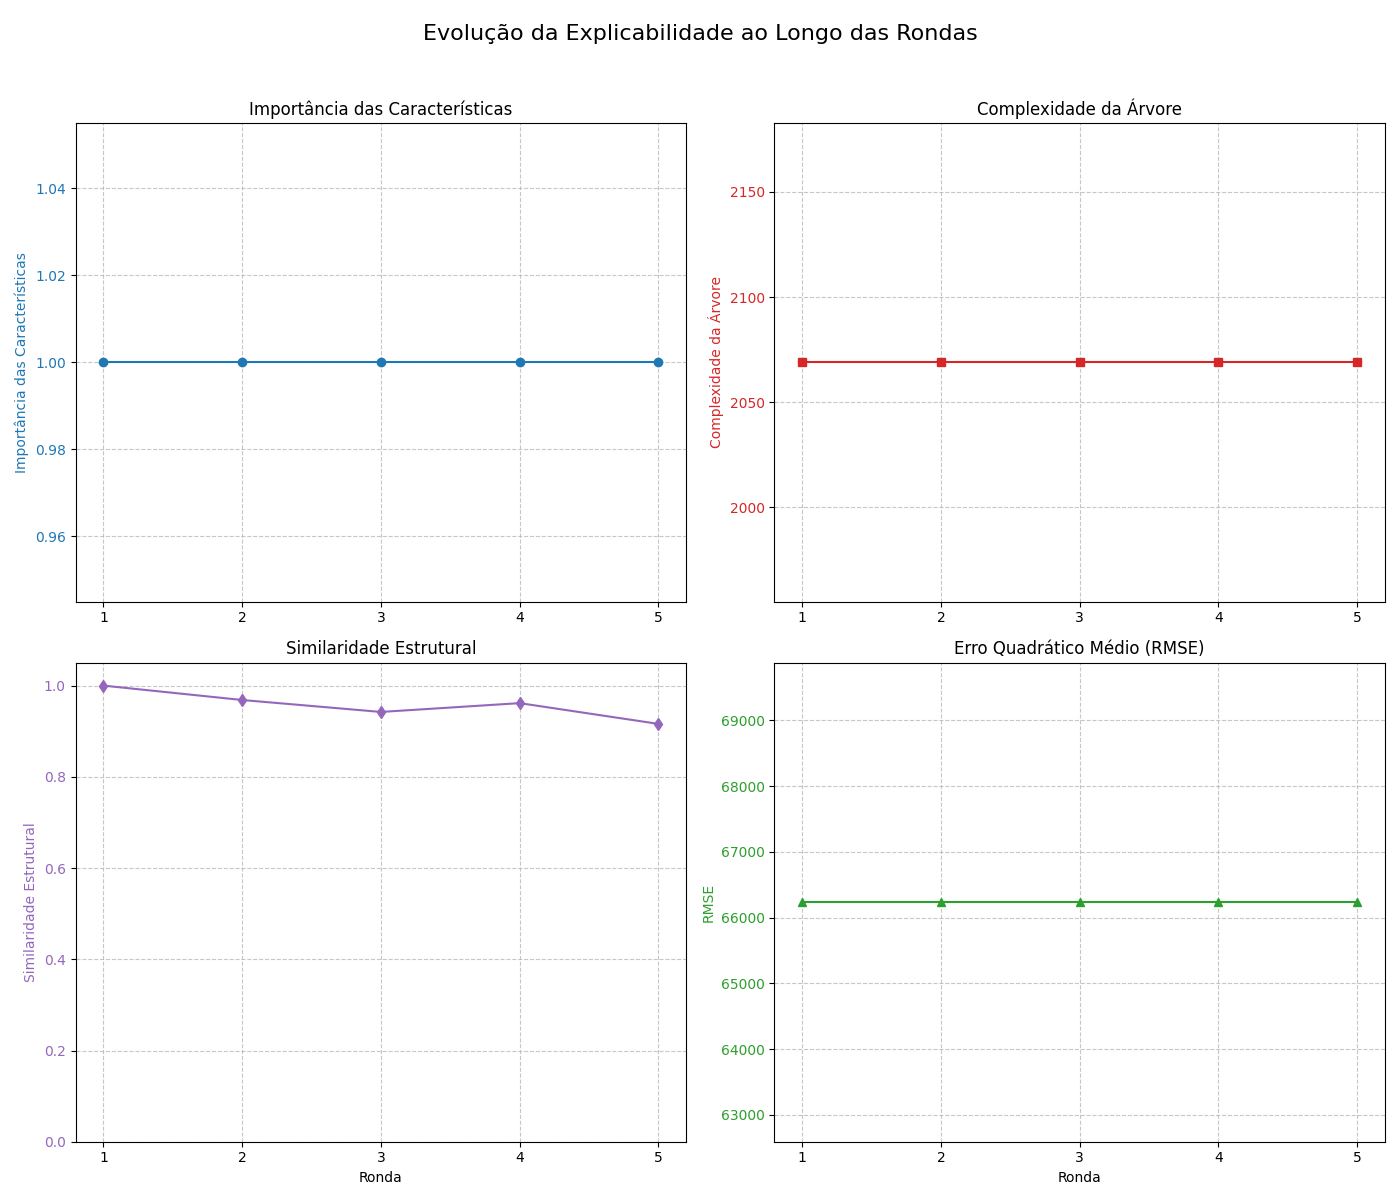 Evolução da Explicabilidade ao Longo das Rondas
Importância das Características
Importância das Características
1.04
1.02
1.00
0.98
0.96
1 2 3 4 5
Complexidade da Árvore
Complexidade da Árvore
2150
2100
2050
2000
1 2 3 4 5
Similaridade Estrutural
Similaridade Estrutural
1.0
0.8
0.6
0.4
0.2
0.0
1 2 3 4 5
Ronda
Erro Quadrático Médio (RMSE)
RMSE
69000
68000
67000
66000
65000
64000
63000
1 2 3 4 5
Ronda